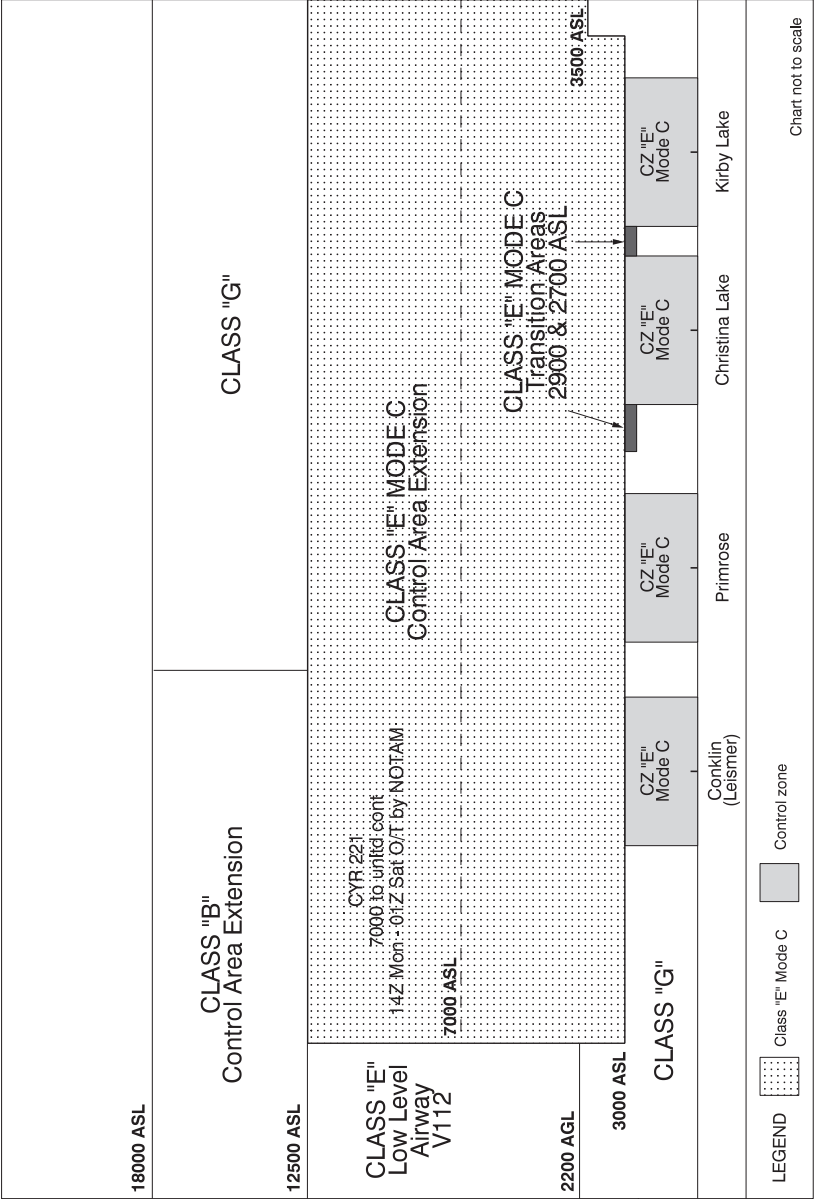 18000 ASL
CLASS "B"
Control Area Extension
CLASS "G"
12500 ASL
CLASS "E"
Low Level
Airway
V112
CYR 221
7000 to unltd cont
14Z Mon - 01Z Sat O/T by NOTAM
7000 ASL
CLASS "E" MODE C
Control Area Extension
CLASS "E" MODE C
Transition Areas
2900 & 2700 ASL
3500 ASL
2200 AGL
3000 ASL
CLASS "G"
CZ "E"
Mode C
CZ "E"
Mode C
CZ "E"
Mode C
CZ "E"
Mode C
Conklin
(Leismer)
Primrose
Christina Lake
Kirby Lake
LEGEND
Class "E" Mode C
Control zone
Chart not to scale